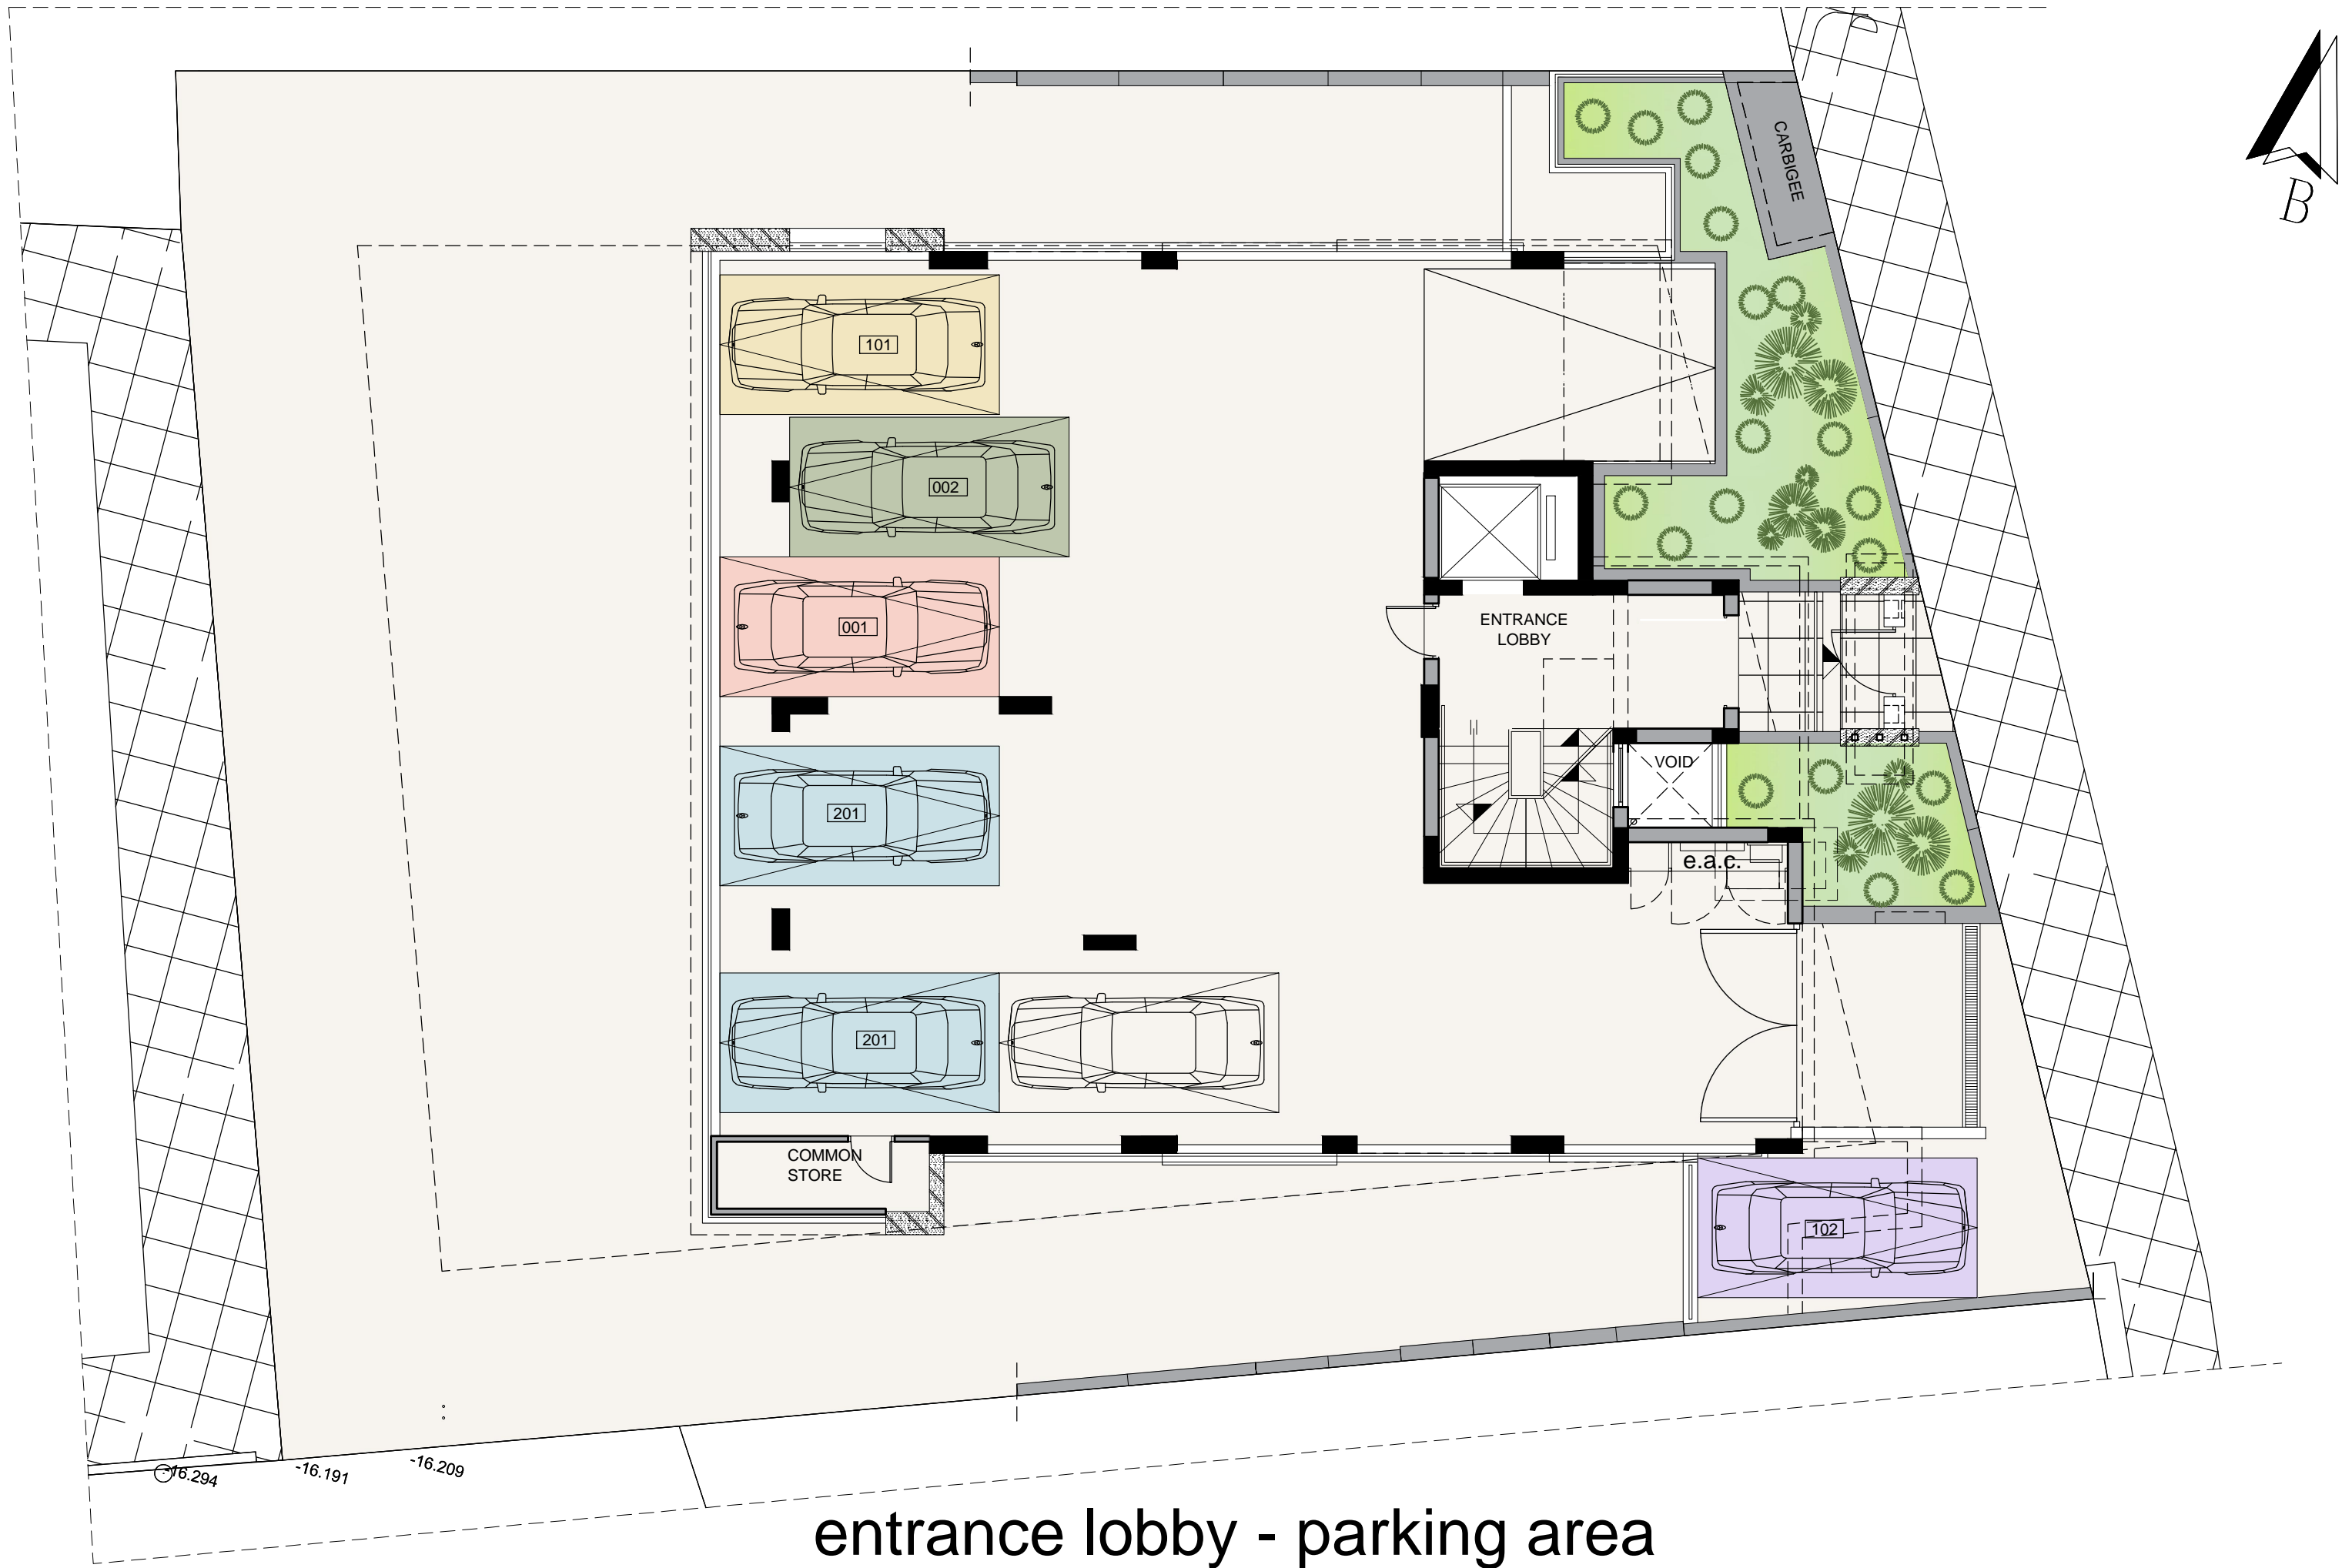 CARBIGEE
B
101
002
001
ENTRANCE
LOBBY
201
VOID
e.a.c.
201
COMMON
STORE
102
-16.294
-16.191
-16.209
entrance lobby - parking area